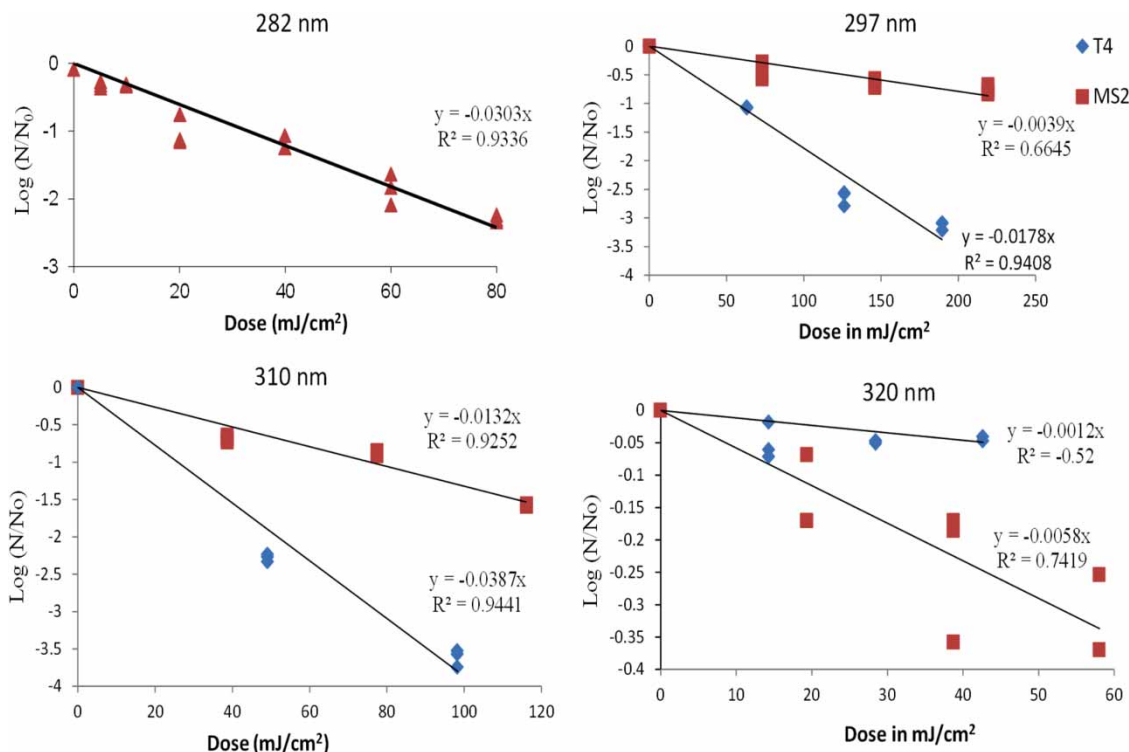 282 nm
0
-1
-2
-3
Log (N/N₀)
y = -0.0303x
R² = 0.9336
0 20 40 60 80
Dose (mJ/cm²)
297 nm
0
-0.5
-1
-1.5
-2
-2.5
-3
-3.5
-4
Log (N/No)
T4
MS2
y = -0.0039x
R² = 0.6645
y = -0.0178x
R² = 0.9408
0 50 100 150 200 250
Dose in mJ/cm²
310 nm
0
-0.5
-1
-1.5
-2
-2.5
-3
-3.5
-4
Log (N/No)
y = -0.0132x
R² = 0.9252
y = -0.0387x
R² = 0.9441
0 20 40 60 80 100 120
Dose (mJ/cm²)
320 nm
0
-0.05
-0.1
-0.15
-0.2
-0.25
-0.3
-0.35
-0.4
Log (N/No)
y = -0.0012x
R² = -0.52
y = -0.0058x
R² = 0.7419
0 10 20 30 40 50 60
Dose in mJ/cm²